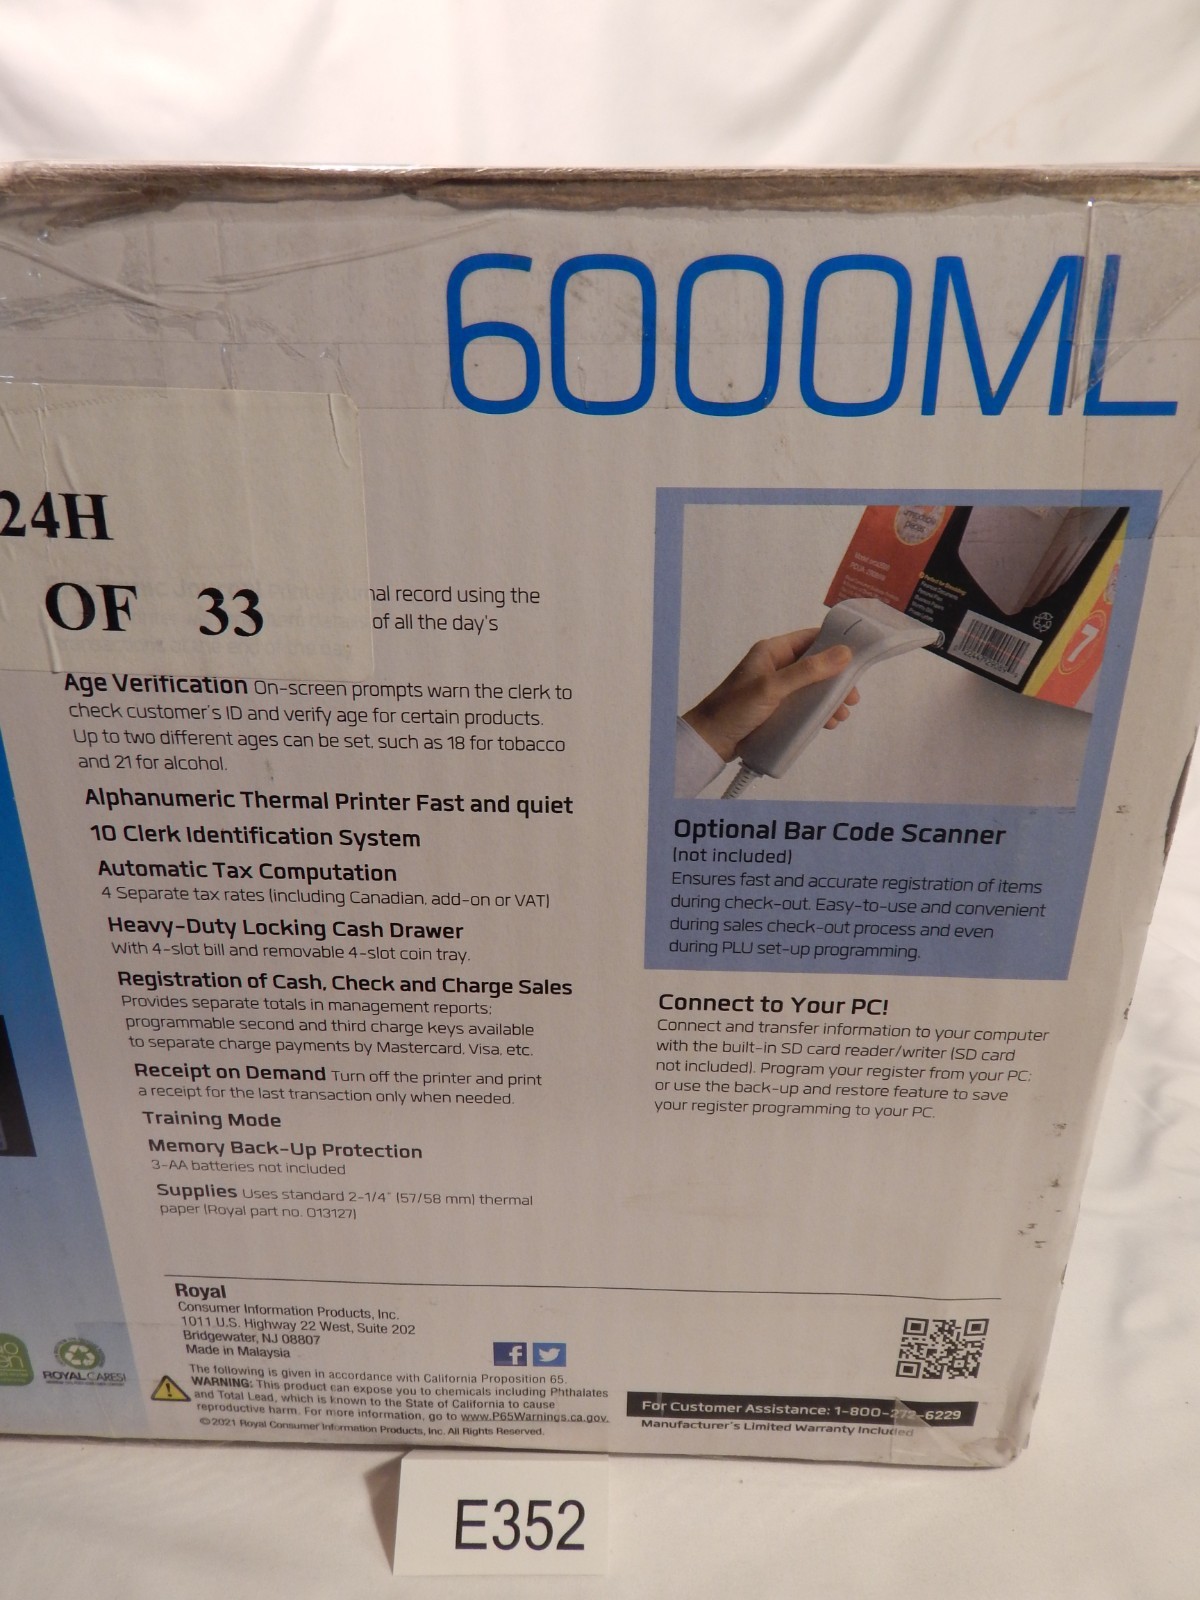 6000ML
24H
OF 33
nal record using the
of all the day's
Age Verification On-screen prompts warn the clerk to
check customer's ID and verify age for certain products.
Up to two different ages can be set, such as 18 for tobacco
and 21 for alcohol.
Alphanumeric Thermal Printer Fast and quiet
10 Clerk Identification System
Automatic Tax Computation
4 Separate tax rates (including Canadian, add-on or VAT)
Heavy-Duty Locking Cash Drawer
With 4-slot bill and removable 4-slot coin tray.
Registration of Cash, Check and Charge Sales
Provides separate totals in management reports;
programmable second and third charge keys available
to separate charge payments by Mastercard, Visa, etc.
Receipt on Demand Turn off the printer and print
a receipt for the last transaction only when needed.
Training Mode
Memory Back-Up Protection
3-AA batteries not included
Supplies Uses standard 2-1/4" (57/58 mm) thermal
paper (Royal part no. 013127)
7
Optional Bar Code Scanner
(not included)
Ensures fast and accurate registration of items
during check-out. Easy-to-use and convenient
during sales check-out process and even
during PLU set-up programming.
Connect to Your PC!
Connect and transfer information to your computer
with the built-in SD card reader/writer (SD card
not included). Program your register from your PC;
or use the back-up and restore feature to save
your register programming to your PC.
Royal
Consumer Information Products, Inc.
1011 U.S. Highway 22 West, Suite 202
Bridgewater, NJ 08807
Made in Malaysia
The following is given in accordance with California Proposition 65.
WARNING: This product can expose you to chemicals including Phthalates
and Total Lead, which is known to the State of California to cause
reproductive harm. For more information, go to www.P65Warnings.ca.gov.
©2021 Royal Consumer Information Products, Inc. All Rights Reserved.
ROYAL CARES!
For Customer Assistance: 1-800-272-6229
Manufacturer's Limited Warranty Included
E352